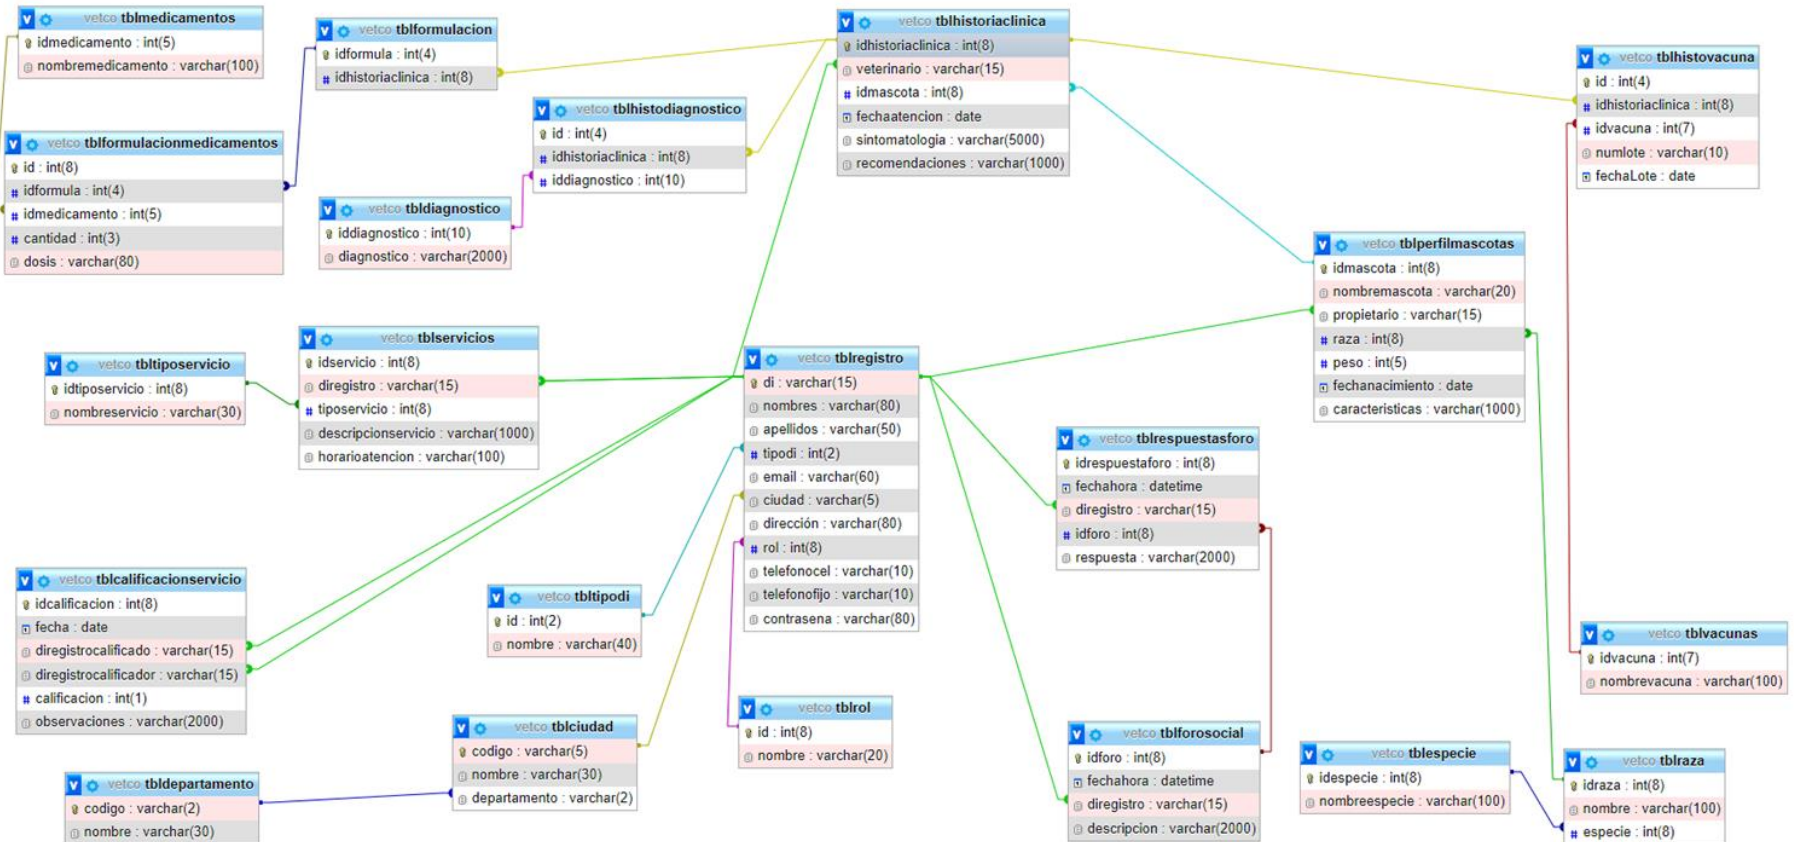 vetco tblmedicamentos
idmedicamento : int(5)
nombremedicamento : varchar(100)
vetco tblformulacion
idformula : int(4)
idhistoriaclinica : int(8)
vetco tblhistoriaclinica
idhistoriaclinica : int(8)
veterinario : varchar(15)
idmascota : int(8)
fechaatencion : date
sintomatologia : varchar(5000)
recomendaciones : varchar(1000)
vetco tblhistovacuna
id : int(4)
idhistoriaclinica : int(8)
idvacuna : int(7)
numlote : varchar(10)
fechaLote : date
vetco tblhistodiagnostico
id : int(4)
idhistoriaclinica : int(8)
iddiagnostico : int(10)
vetco tblformulacionmedicamentos
id : int(8)
idformula : int(4)
idmedicamento : int(5)
cantidad : int(3)
dosis : varchar(80)
vetco tbldiagnostico
iddiagnostico : int(10)
diagnostico : varchar(2000)
vetco tblperfilmascotas
idmascota : int(8)
nombremascota : varchar(20)
propietario : varchar(15)
raza : int(8)
peso : int(5)
fechanacimiento : date
caracteristicas : varchar(1000)
vetco tbltiposervicio
idtiposervicio : int(8)
nombreservicio : varchar(30)
vetco tblservicios
idservicio : int(8)
diregistro : varchar(15)
tiposervicio : int(8)
descripcionservicio : varchar(1000)
horarioatencion : varchar(100)
vetco tblregistro
di : varchar(15)
nombres : varchar(80)
apellidos : varchar(50)
tipodi : int(2)
email : varchar(60)
ciudad : varchar(5)
dirección : varchar(80)
rol : int(8)
telefonocel : varchar(10)
telefonofijo : varchar(10)
contrasena : varchar(80)
vetco tblrespuestasforo
idrespuestaforo : int(8)
fechahora : datetime
diregistro : varchar(15)
idforo : int(8)
respuesta : varchar(2000)
vetco tblcalificacionservicio
idcalificacion : int(8)
fecha : date
diregistrocalificado : varchar(15)
diregistrocalificador : varchar(15)
calificacion : int(1)
observaciones : varchar(2000)
vetco tbltipodi
id : int(2)
nombre : varchar(40)
vetco tblvacunas
idvacuna : int(7)
nombrevacuna : varchar(100)
vetco tblrol
id : int(8)
nombre : varchar(20)
vetco tblciudad
codigo : varchar(5)
nombre : varchar(30)
departamento : varchar(2)
vetco tblforosocial
idforo : int(8)
fechahora : datetime
diregistro : varchar(15)
descripcion : varchar(2000)
vetco tblespecie
idespecie : int(8)
nombreespecie : varchar(100)
vetco tblraza
idraza : int(8)
nombre : varchar(100)
especie : int(8)
vetco tbldepartamento
codigo : varchar(2)
nombre : varchar(30)